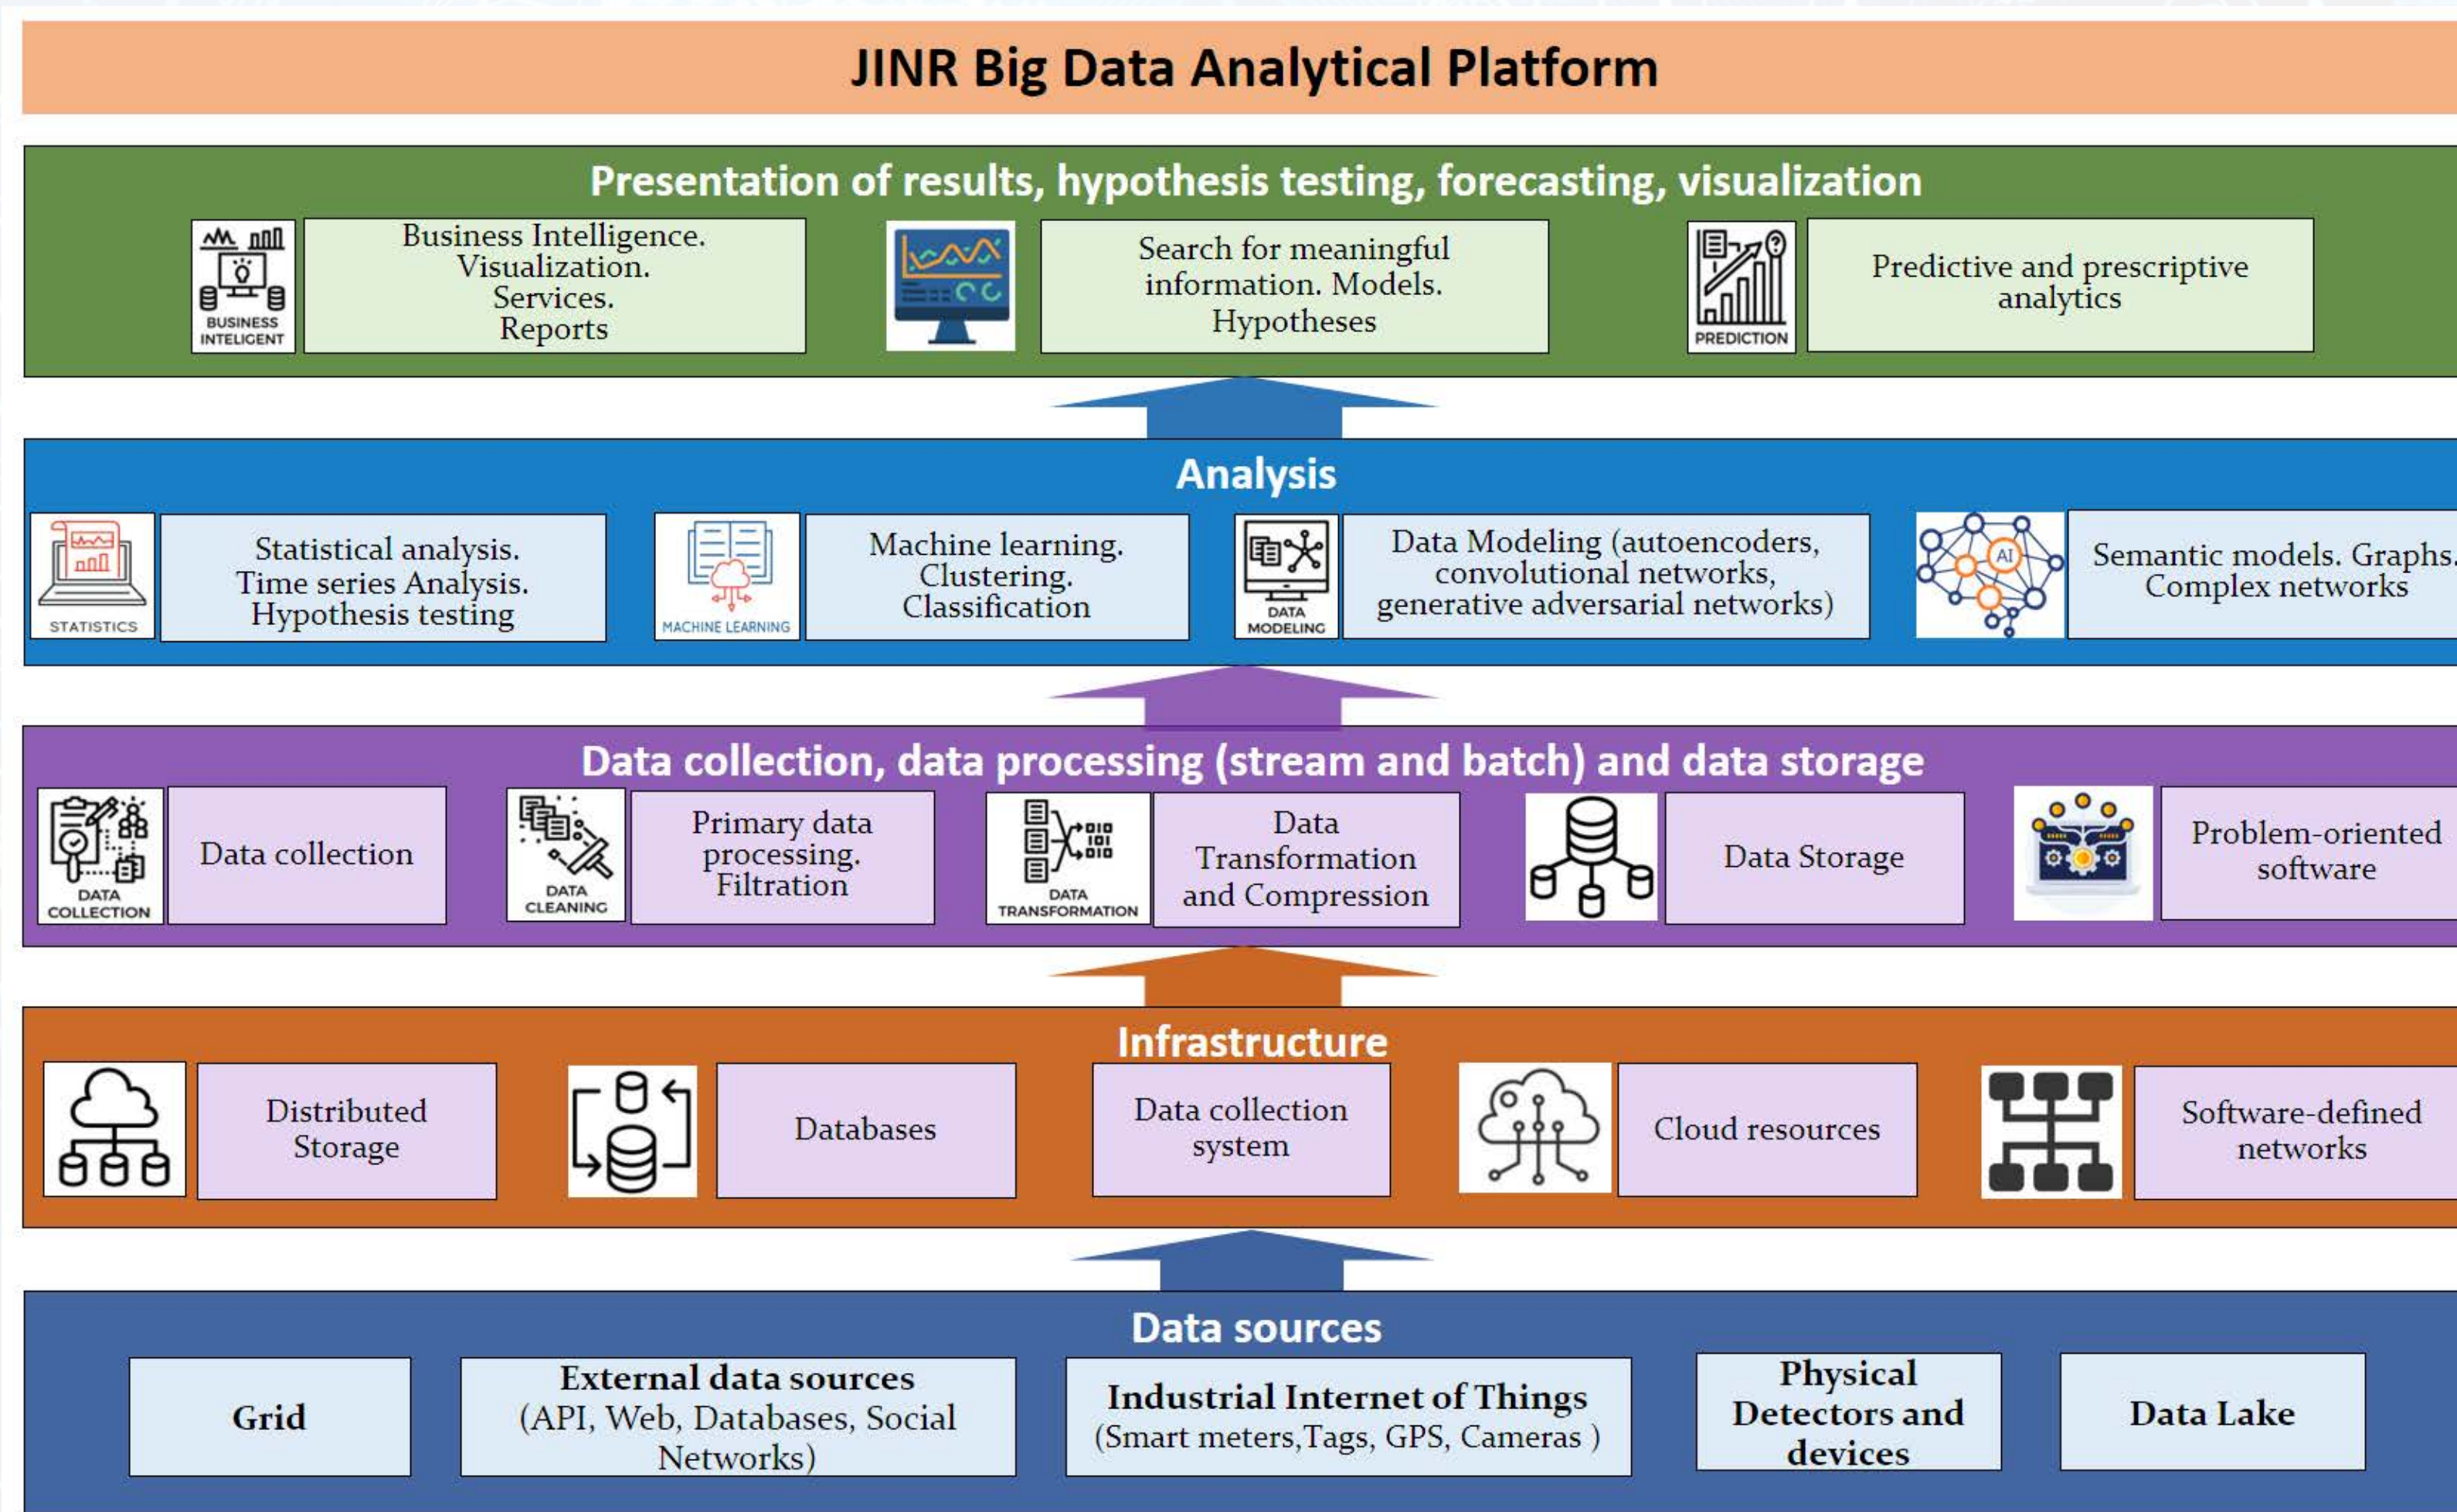 JINR Big Data Analytical Platform
Presentation of results, hypothesis testing, forecasting, visualization
BUSINESS
INTELIGENT
Business Intelligence.
Visualization.
Services.
Reports
Search for meaningful
information. Models.
Hypotheses
PREDICTION
Predictive and prescriptive
analytics
Analysis
STATISTICS
Statistical analysis.
Time series Analysis.
Hypothesis testing
MACHINE LEARNING
Machine learning.
Clustering.
Classification
DATA
MODELING
Data Modeling (autoencoders,
convolutional networks,
generative adversarial networks)
AI
Semantic models. Graphs.
Complex networks
Data collection, data processing (stream and batch) and data storage
DATA
COLLECTION
Data collection
DATA
CLEANING
Primary data
processing.
Filtration
010
101
010
DATA
TRANSFORMATION
Data
Transformation
and Compression
Data Storage
Problem-oriented
software
Infrastructure
Distributed
Storage
Databases
Data collection
system
Cloud resources
Software-defined
networks
Data sources
Grid
External data sources
(API, Web, Databases, Social
Networks)
Industrial Internet of Things
(Smart meters,Tags, GPS, Cameras )
Physical
Detectors and
devices
Data Lake